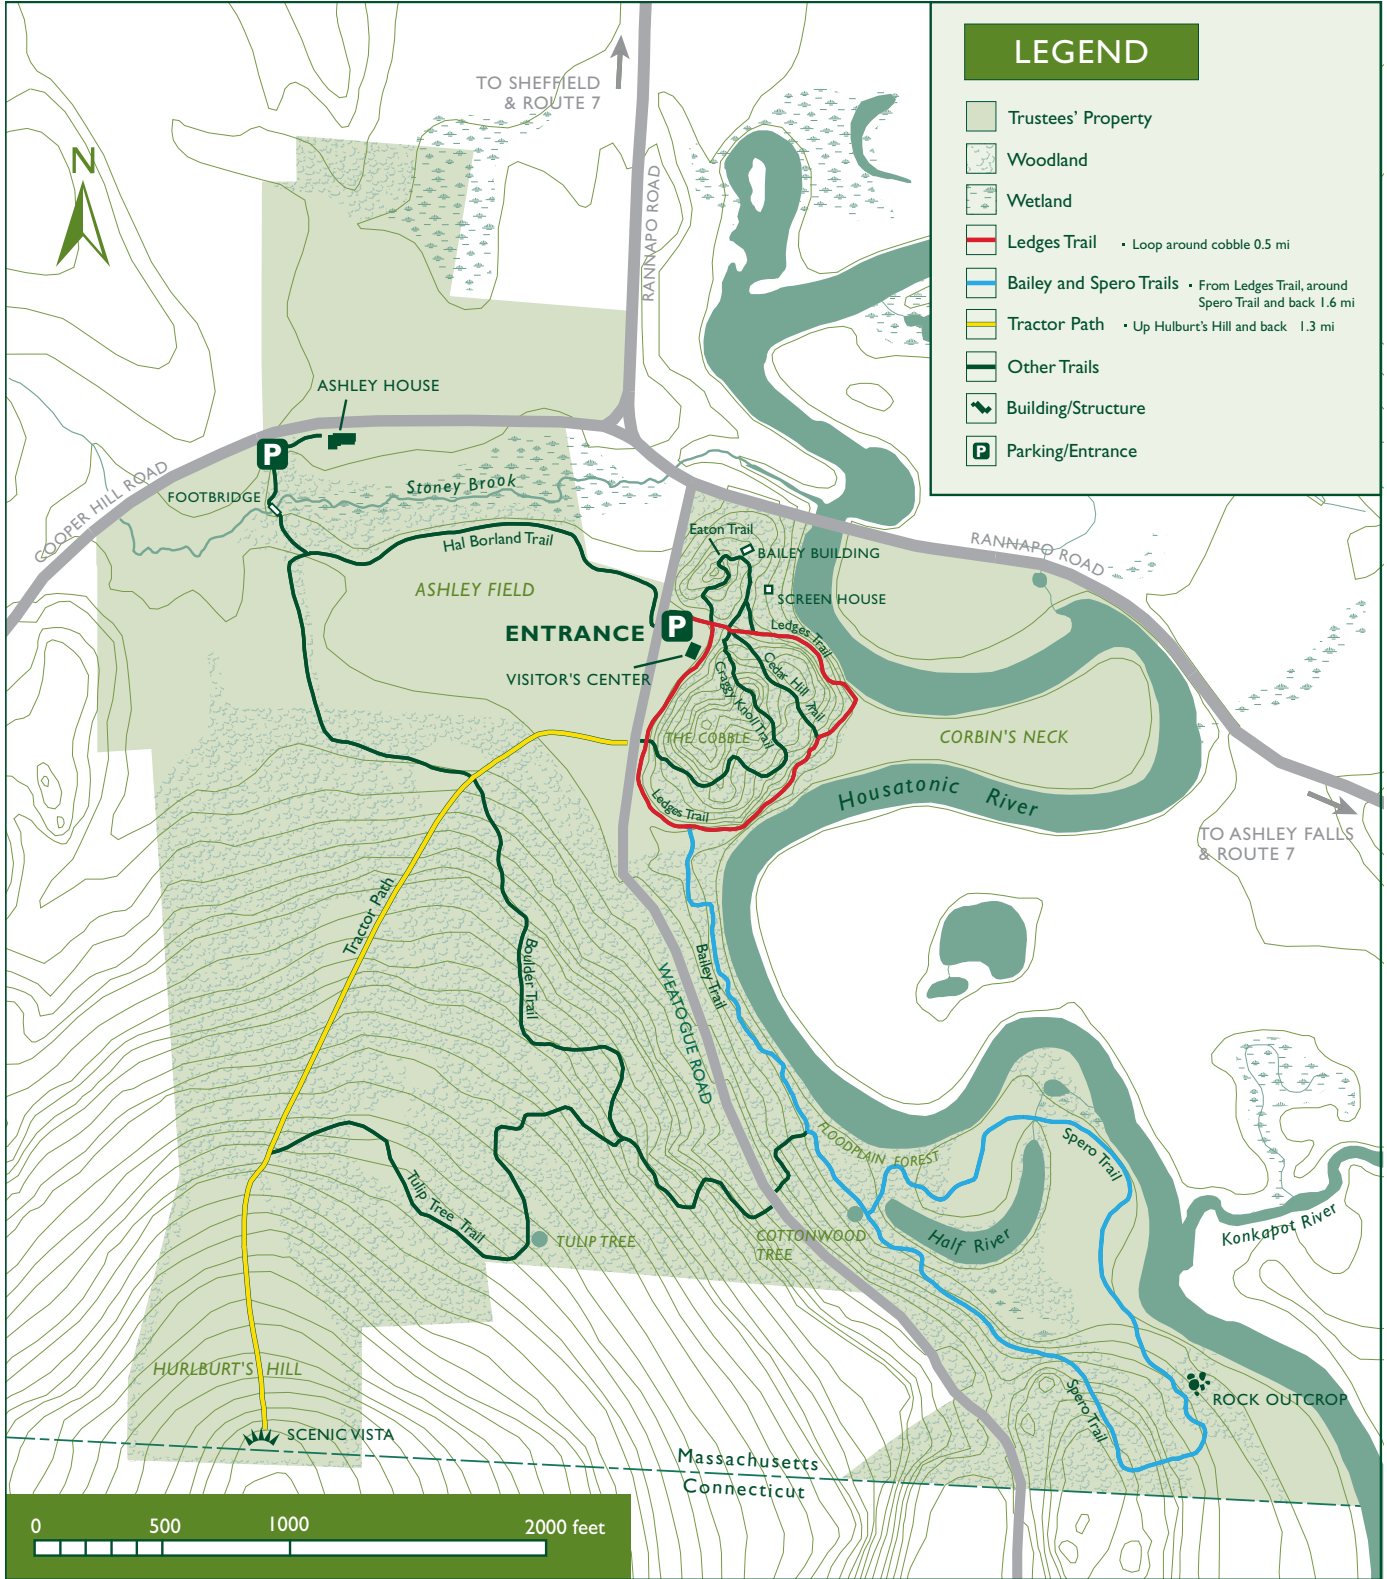 LEGEND
Trustees' Property
Woodland
Wetland
Ledges Trail
▪ Loop around cobble 0.5 mi
Bailey and Spero Trails
▪ From Ledges Trail, around
Spero Trail and back 1.6 mi
Tractor Path
▪ Up Hulburt's Hill and back 1.3 mi
Other Trails
Building/Structure
P
Parking/Entrance
TO SHEFFIELD
& ROUTE 7
N
RANNAPO ROAD
ASHLEY HOUSE
P
COOPER HILL ROAD
FOOTBRIDGE
Stoney Brook
Hal Borland Trail
Eaton Trail
BAILEY BUILDING
RANNAPO ROAD
ASHLEY FIELD
SCREEN HOUSE
ENTRANCE
P
Ledges Trail
VISITOR'S CENTER
Cedar Hill Trail
Craggy Knoll Trail
THE COBBLE
CORBIN'S NECK
Ledges Trail
Housatonic River
TO ASHLEY FALLS
& ROUTE 7
Tractor Path
Boulder Trail
Bailey Trail
WEATOGUE ROAD
FLOODPLAIN FOREST
Spero Trail
Tulip Tree Trail
TULIP TREE
COTTONWOOD
TREE
Half River
Konkapot River
HURLBURT'S HILL
SCENIC VISTA
Spero Trail
ROCK OUTCROP
Massachusetts
Connecticut
0 500 1000 2000 feet